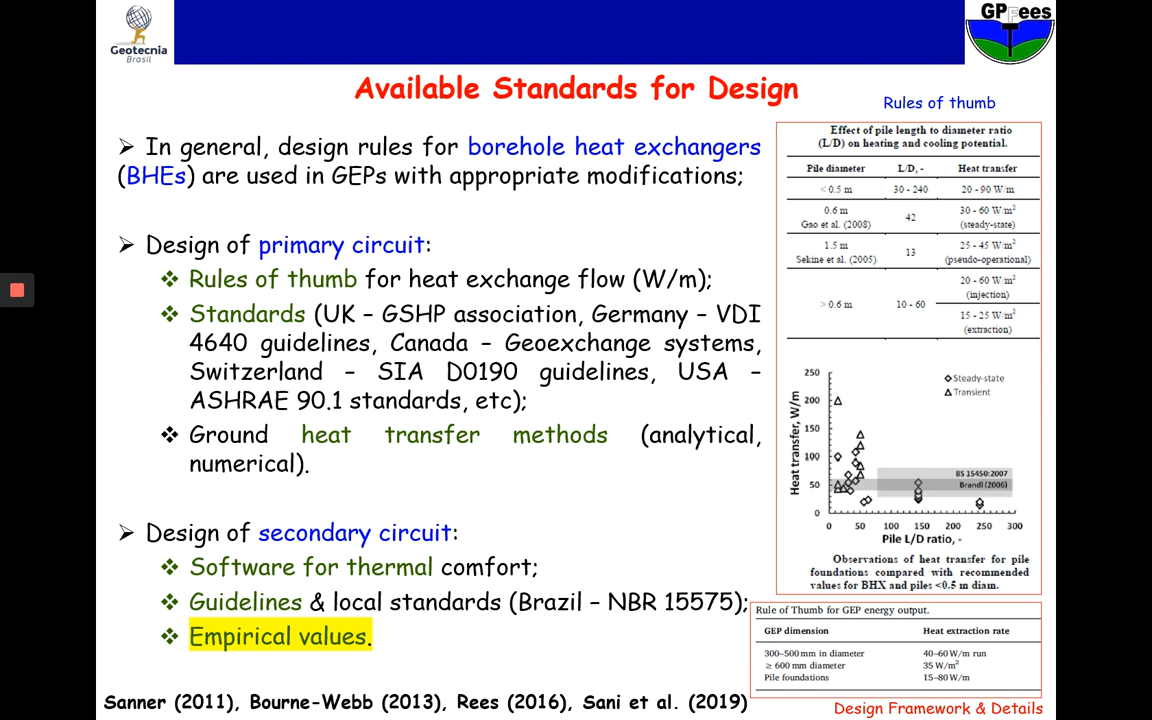 Geotecnia
Brasil
GPFees
Available Standards for Design
Rules of thumb
➢ In general, design rules for borehole heat exchangers
(BHEs) are used in GEPs with appropriate modifications;
➢ Design of primary circuit:
❖ Rules of thumb for heat exchange flow (W/m);
❖ Standards (UK – GSHP association, Germany – VDI
4640 guidelines, Canada – Geoexchange systems,
Switzerland – SIA D0190 guidelines, USA –
ASHRAE 90.1 standards, etc);
❖ Ground heat transfer methods (analytical,
numerical).
➢ Design of secondary circuit:
❖ Software for thermal comfort;
❖ Guidelines & local standards (Brazil – NBR 15575);
❖ Empirical values.
Sanner (2011), Bourne-Webb (2013), Rees (2016), Sani et al. (2019)
Effect of pile length to diameter ratio
(L/D) on heating and cooling potential.
Pile diameter L/D, - Heat transfer
< 0.5 m 30 - 240 20 - 90 W/m
0.6 m
Gao et al. (2008)
42
30 - 60 W/m²
(steady-state)
1.5 m
Sekine et al. (2005)
13
25 - 45 W/m²
(pseudo-operational)
> 0.6 m
10 - 60
20 - 60 W/m²
(injection)
15 - 25 W/m²
(extraction)
Heat transfer, W/m
250
200
150
100
50
0
Steady-state
Transient
BS 15450:2007
Brandl (2006)
0 50 100 150 200 250 300
Pile L/D ratio, -
Observations of heat transfer for pile
foundations compared with recommended
values for BHX and piles <0.5 m diam.
Rule of Thumb for GEP energy output.
GEP dimension Heat extraction rate
300–500 mm in diameter 40–60 W/m run
≥ 600 mm diameter 35 W/m²
Pile foundations 15–80 W/m
Design Framework & Details